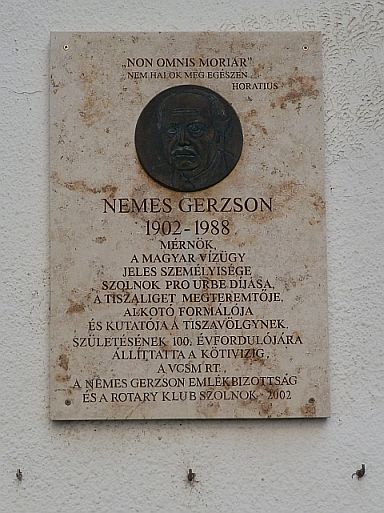 „NON OMNIS MORIAR"
NEM HALOK MEG EGÉSZEN...
HORATIUS
NEMES GERZSON
1902-1988
MÉRNÖK,
A MAGYAR VÍZÜGY
JELES SZEMÉLYISÉGE
SZOLNOK PRO URBE DÍJASA,
A TISZALIGET MEGTEREMTŐJE,
ALKOTÓ FORMÁLÓJA
ÉS KUTATÓJA A TISZAVÖLGYNEK.
SZÜLETÉSÉNEK 100. ÉVFORDULÓJÁRA
ÁLLÍTTATTA A KÖTIVIZIG,
A VCSM RT.
A NEMES GERZSON EMLÉKBIZOTTSÁG
ÉS A ROTARY KLUB SZOLNOK - 2002